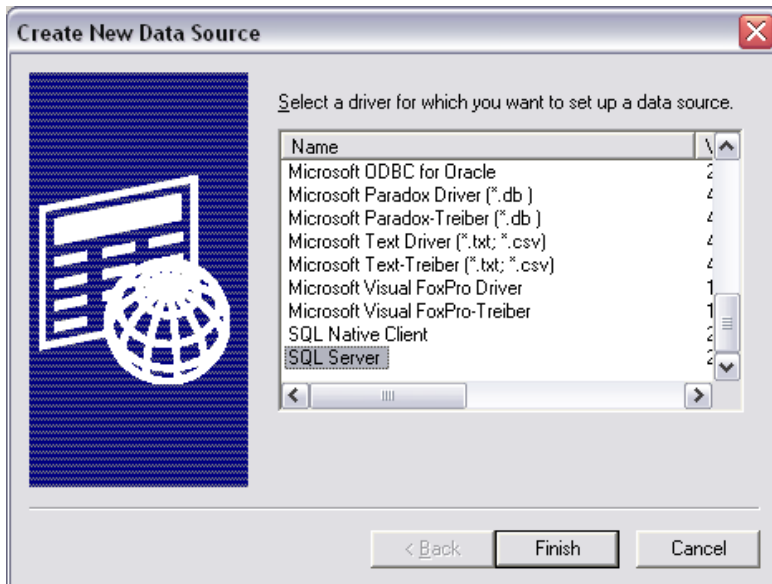 Create New Data Source
Select a driver for which you want to set up a data source.
Name
Microsoft ODBC for Oracle
Microsoft Paradox Driver (*.db )
Microsoft Paradox-Treiber (*.db )
Microsoft Text Driver (*.txt; *.csv)
Microsoft Text-Treiber (*.txt; *.csv)
Microsoft Visual FoxPro Driver
Microsoft Visual FoxPro-Treiber
SQL Native Client
SQL Server
< Back Finish Cancel